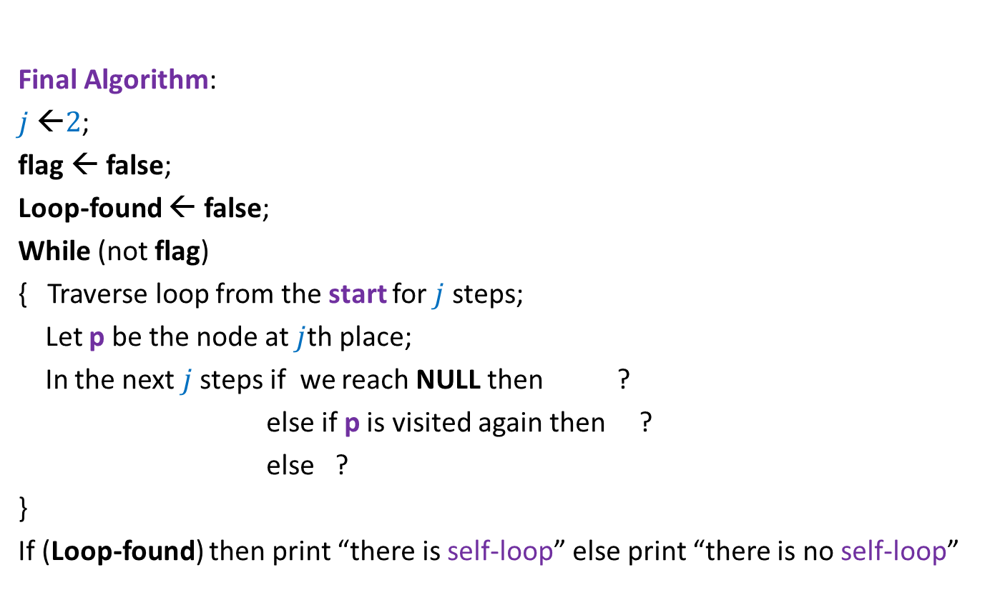 Final Algorithm:
j ←2;
flag ← false;
Loop-found ← false;
While (not flag)
{ Traverse loop from the start for j steps;
Let p be the node at jth place;
In the next j steps if we reach NULL then ?
else if p is visited again then ?
else ?
}
If (Loop-found) then print “there is self-loop” else print “there is no self-loop”